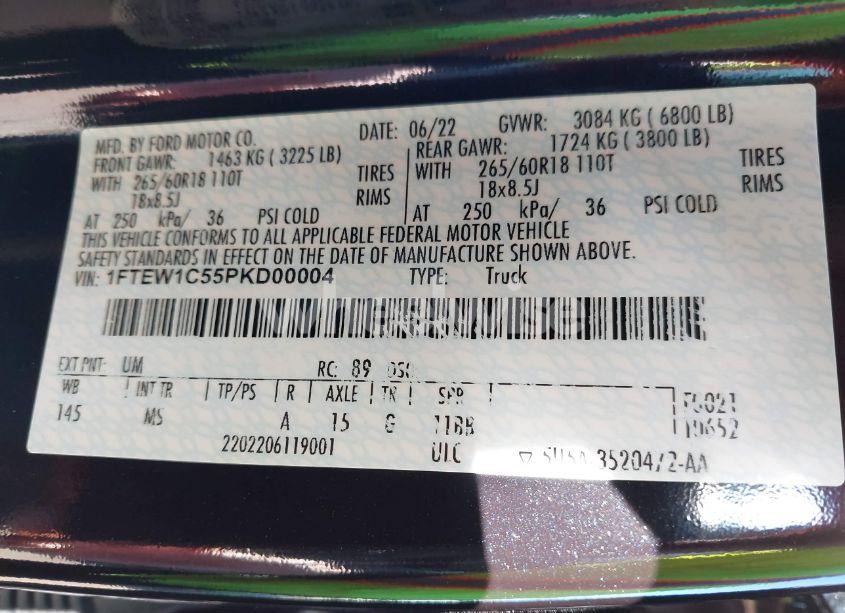 MFD. BY FORD MOTOR CO. DATE: 06/22 GVWR: 3084 KG ( 6800 LB)
FRONT GAWR: 1463 KG ( 3225 LB) REAR GAWR: 1724 KG ( 3800 LB)
WITH 265/60R18 110T TIRES WITH 265/60R18 110T TIRES
18x8.5J RIMS 18x8.5J RIMS
AT 250 kPa/ 36 PSI COLD AT 250 kPa/ 36 PSI COLD
THIS VEHICLE CONFORMS TO ALL APPLICABLE FEDERAL MOTOR VEHICLE
SAFETY STANDARDS IN EFFECT ON THE DATE OF MANUFACTURE SHOWN ABOVE.
VIN: 1FTEW1C55PKD00004 TYPE: Truck
EXT PNT: UM RC: 89 DSO:
WB INT TR TP/PS R AXLE TR SPR
145 MS A 15 G 11BB
2202206119001 ULC